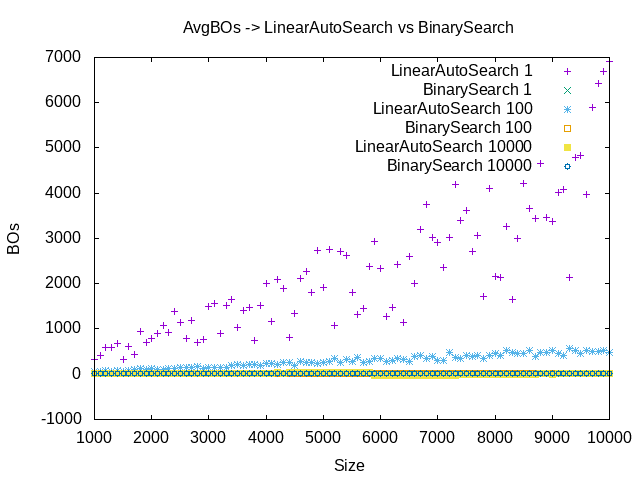 AvgBOs -> LinearAutoSearch vs BinarySearch
7000
6000
5000
4000
3000
2000
1000
0
-1000
BOs
LinearAutoSearch 1
BinarySearch 1
LinearAutoSearch 100
BinarySearch 100
LinearAutoSearch 10000
BinarySearch 10000
1000 2000 3000 4000 5000 6000 7000 8000 9000 10000
Size